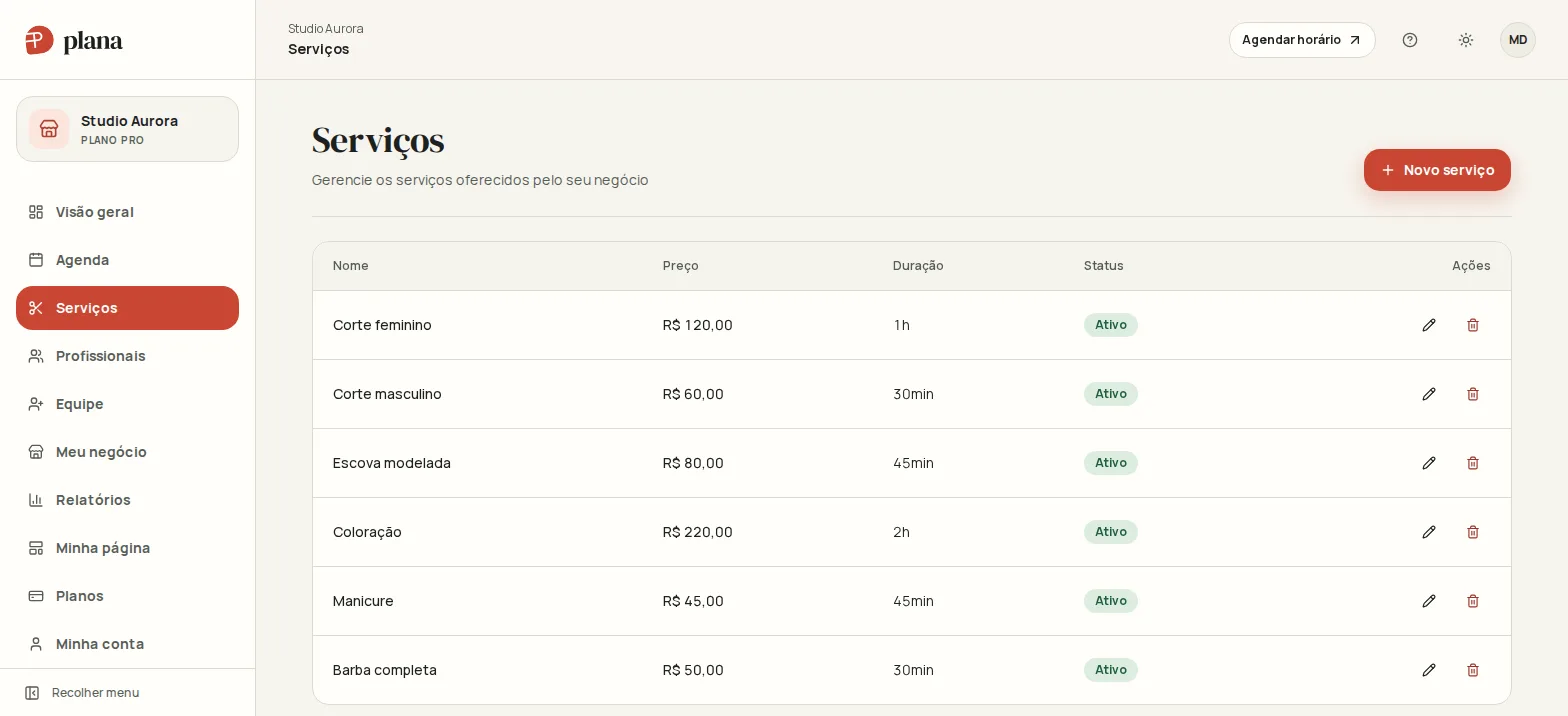 plana
Studio Aurora
PLANO PRO
Visão geral
Agenda
Serviços
Profissionais
Equipe
Meu negócio
Relatórios
Minha página
Planos
Minha conta
Recolher menu
Studio Aurora
Serviços
Agendar horário
MD
Serviços
Gerencie os serviços oferecidos pelo seu negócio
Novo serviço
Nome Preço Duração Status Ações
Corte feminino R$ 120,00 1h Ativo
Corte masculino R$ 60,00 30min Ativo
Escova modelada R$ 80,00 45min Ativo
Coloração R$ 220,00 2h Ativo
Manicure R$ 45,00 45min Ativo
Barba completa R$ 50,00 30min Ativo